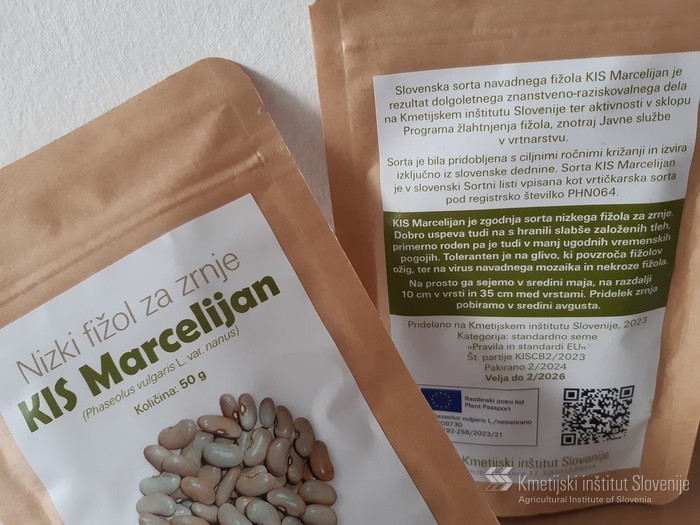 Nizki fižol za zrnje
KIS Marcelijan
(Phaseolus vulgaris L. var. nanus)
Količina: 50 g
Slovenska sorta navadnega fižola KIS Marcelijan je
rezultat dolgoletnega znanstveno-raziskovalnega dela
na Kmetijskem inštitutu Slovenije ter aktivnosti v sklopu
Programa žlahtnjenja fižola, znotraj Javne službe
v vrtnarstvu.
Sorta je bila pridobljena s ciljnimi ročnimi križanji in izvira
izključno iz slovenske dednine. Sorta KIS Marcelijan
je v slovenski Sortni listi vpisana kot vrtičkarska sorta
pod registrsko številko PHN064.
KIS Marcelijan je zgodnja sorta nizkega fižola za zrnje.
Dobro uspeva tudi na s hranili slabše založenih tleh,
primerno roden pa je tudi v manj ugodnih vremenskih
pogojih. Toleranten je na glivo, ki povzroča fižolov
ožig, ter na virus navadnega mozaika in nekroze fižola.
Na prosto ga sejemo v sredini maja, na razdalji
10 cm v vrsti in 35 cm med vrstami. Pridelek zrnja
pobiramo v sredini avgusta.
Pridelano na Kmetijskem inštitutu Slovenije, 2023
Kategorija: standardno seme
»Pravila in standardi EU«
Št. partije KISCB2/2023
Pakirano 2/2024
Velja do 2/2026
Rastlinski potni list
Plant Passport
vulgaris L./netretirano
Kmetijski inštitut Slovenije
Kmetijski inštitut Slovenije
Agricultural Institute of Slovenia